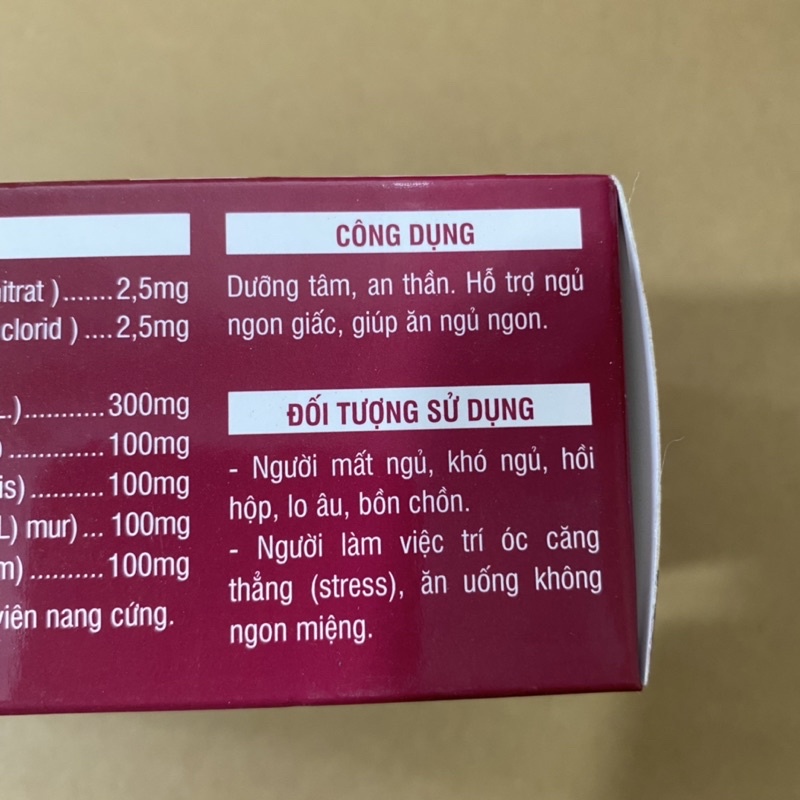 itrat ).......2,5mg
clorid ) ....2,5mg
L.)...........300mg
) ...........100mg
is) ..........100mg
L) mur) ... 100mg
m) ..........100mg
viên nang cứng.
CÔNG DỤNG
Dưỡng tâm, an thần. Hỗ trợ ngủ
ngon giấc, giúp ăn ngủ ngon.
ĐỐI TƯỢNG SỬ DỤNG
- Người mất ngủ, khó ngủ, hồi
hộp, lo âu, bồn chồn.
- Người làm việc trí óc căng
thẳng (stress), ăn uống không
ngon miệng.